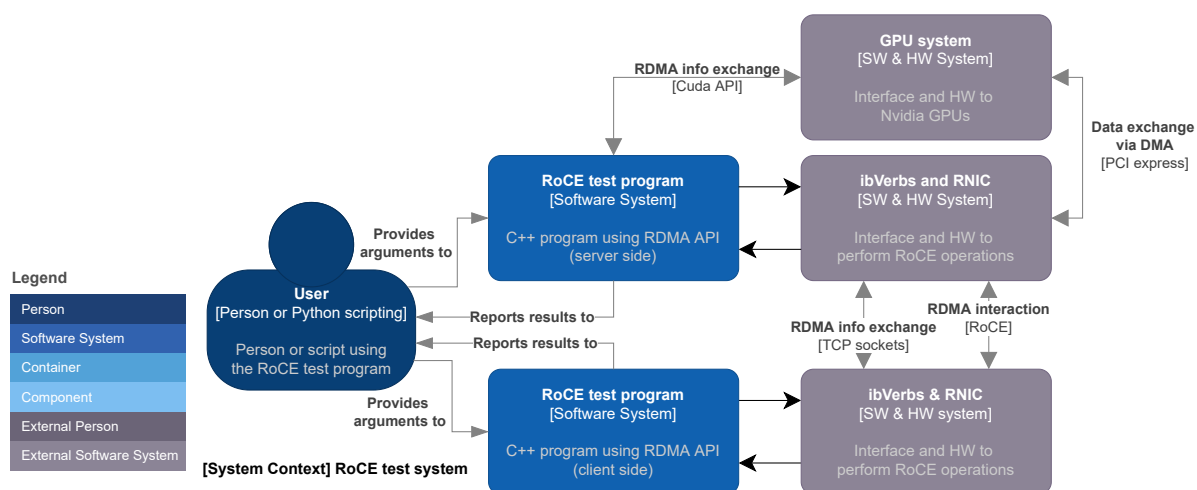 GPU system
[SW & HW System]
Interface and HW to
Nvidia GPUs
RDMA info exchange
[Cuda API]
Data exchange
via DMA
[PCI express]
RoCE test program
[Software System]
C++ program using RDMA API
(server side)
ibVerbs and RNIC
[SW & HW System]
Interface and HW to
perform RoCE operations
Provides
arguments to
User
[Person or Python scripting]
Person or script using
the RoCE test program
Reports results to
Reports results to
RDMA info exchange
[TCP sockets]
RDMA interaction
[RoCE]
Provides
arguments to
RoCE test program
[Software System]
C++ program using RDMA API
(client side)
ibVerbs & RNIC
[SW & HW system]
Interface and HW to
perform RoCE operations
Legend
Person
Software System
Container
Component
External Person
External Software System
[System Context] RoCE test system